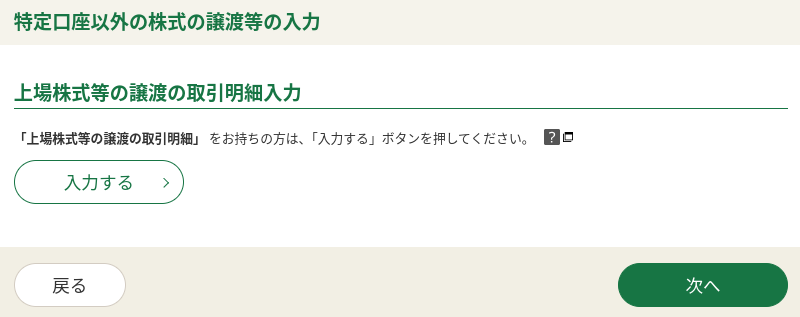 特定口座以外の株式の譲渡等の入力
上場株式等の譲渡の取引明細入力
「上場株式等の譲渡の取引明細」 をお持ちの方は、「入力する」ボタンを押してください。 ?
入力する
戻る
次へ